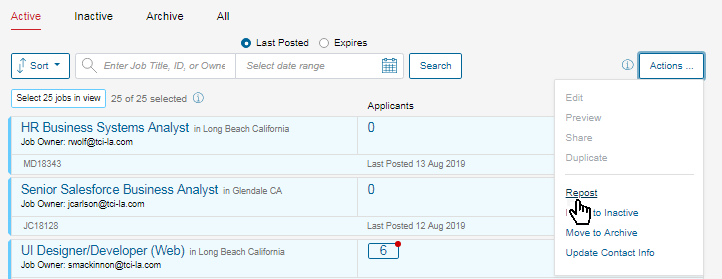 Active Inactive Archive All
Last Posted Expires
Sort Enter Job Title, ID, or Owne Select date range Search Actions ...
Select 25 jobs in view 25 of 25 selected
Applicants
Edit
Preview
Share
Duplicate
Repost
to Inactive
Move to Archive
Update Contact Info
HR Business Systems Analyst in Long Beach California 0
Job Owner: rwolf@tci-la.com
MD18343 Last Posted 13 Aug 2019
Senior Salesforce Business Analyst in Glendale CA 0
Job Owner: jcarlson@tci-la.com
JC18128 Last Posted 12 Aug 2019
UI Designer/Developer (Web) in Long Beach California 6
Job Owner: smackinnon@tci-la.com